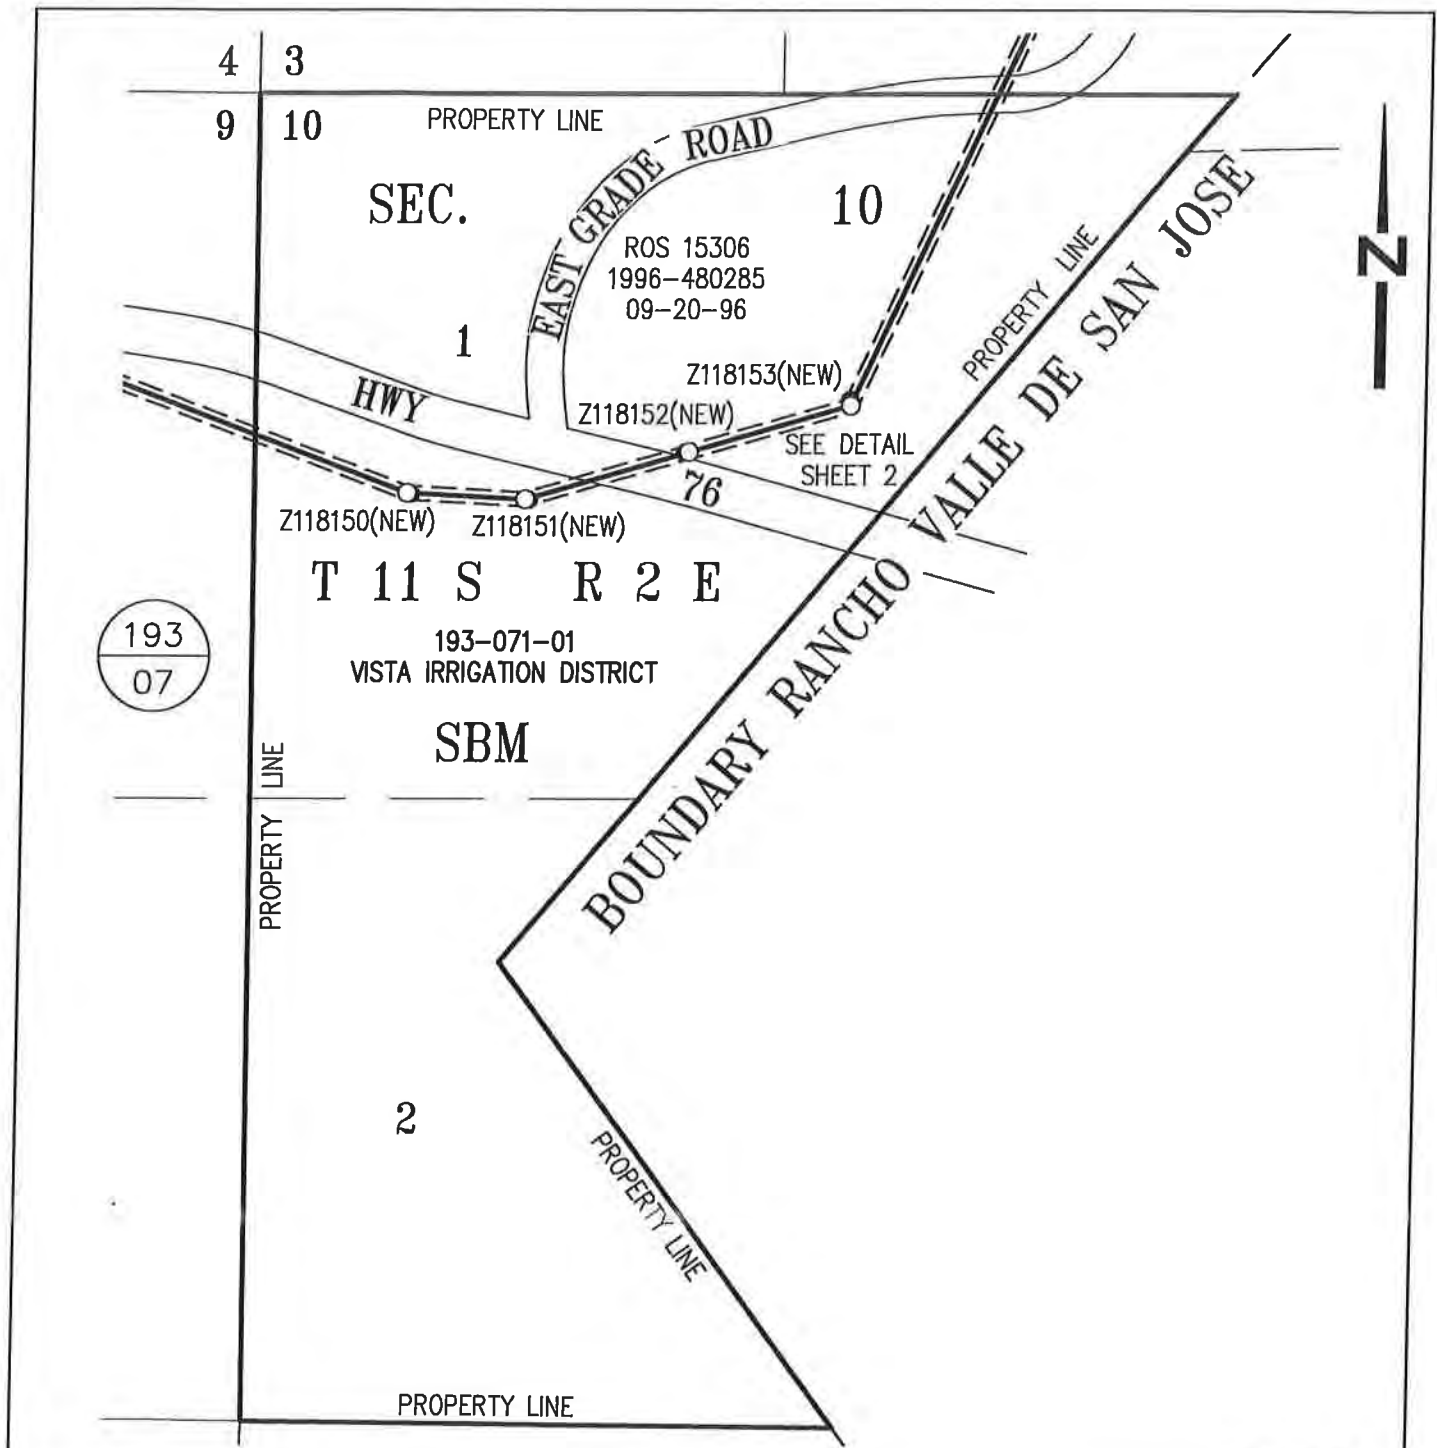 4 3
9 10
PROPERTY LINE
EAST GRADE ROAD
SEC. 10
ROS 15306
1996-480285
09-20-96
N
PROPERTY LINE
1
HWY 76
Z118153(NEW)
Z118152(NEW)
SEE DETAIL
SHEET 2
Z118150(NEW)
Z118151(NEW)
BOUNDARY RANCHO VALLE DE SAN JOSE
T 11 S R 2 E
193
07
193-071-01
VISTA IRRIGATION DISTRICT
SBM
PROPERTY LINE
2
PROPERTY LINE
PROPERTY LINE